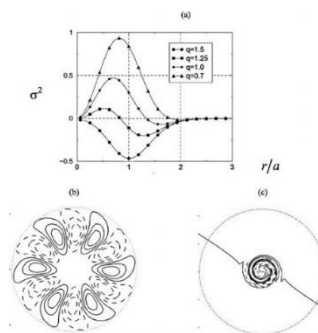 (a)
1
0.5
0
−0.5
σ²
q=1.5
q=1.25
q=1.0
q=0.7
0 1 2 3
r/a
(b) (c)